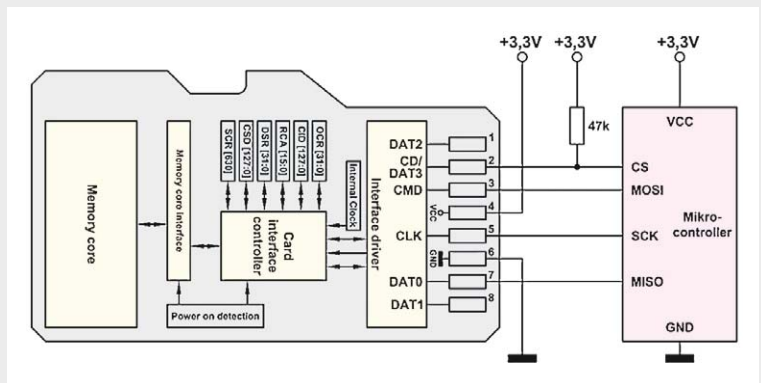 +3,3V
+3,3V
+3,3V
47k
Memory core
Memory core interface
SCR [630]
CSD [127:0]
DSR [31:0]
RCA [15:0]
CID [127:0]
OCR [31:0]
Internal Clock
Card
interface
controller
Power on detection
Interface driver
DAT2
CD/
DAT3
CMD
VCC
CLK
GND
DAT0
DAT1
1
2
3
4
5
6
7
8
VCC
CS
MOSI
Mikro-
controller
SCK
MISO
GND